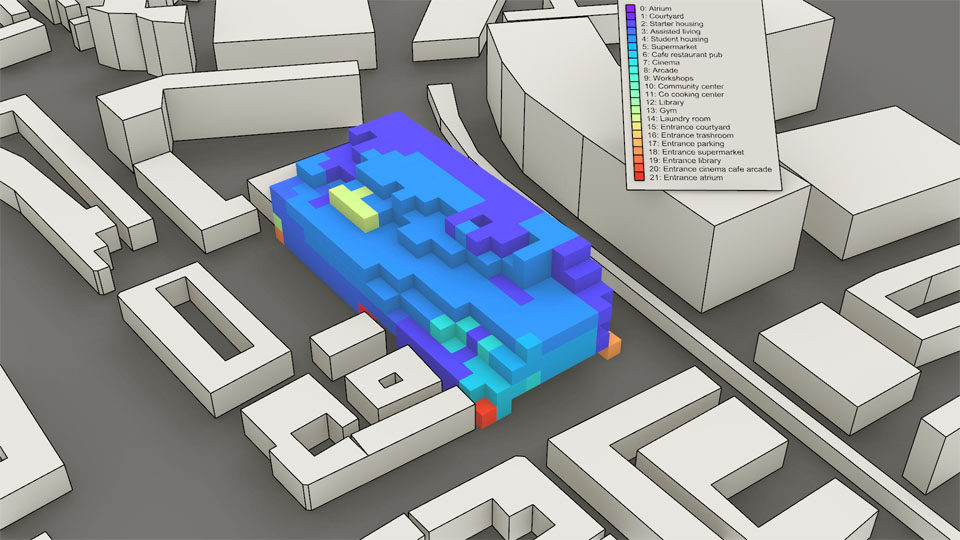 0: Atrium
1: Courtyard
2: Starter housing
3: Assisted living
4: Student housing
5: Supermarket
6: Cafe restaurant pub
7: Cinema
8: Arcade
9: Workshops
10: Community center
11: Co cooking center
12: Library
13: Gym
14: Laundry room
15: Entrance courtyard
16: Entrance trashroom
17: Entrance parking
18: Entrance supermarket
19: Entrance library
20: Entrance cinema cafe arcade
21: Entrance atrium